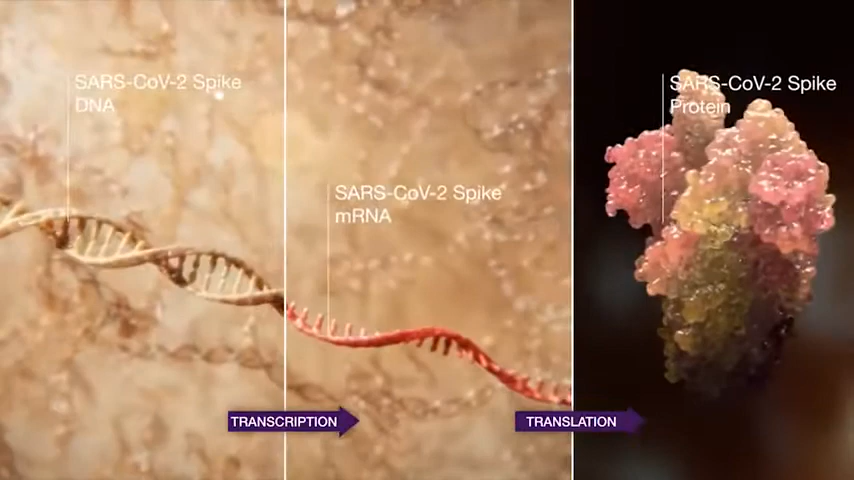 SARS-CoV-2 Spike
DNA
SARS-CoV-2 Spike
mRNA
SARS-CoV-2 Spike
Protein
TRANSCRIPTION
TRANSLATION